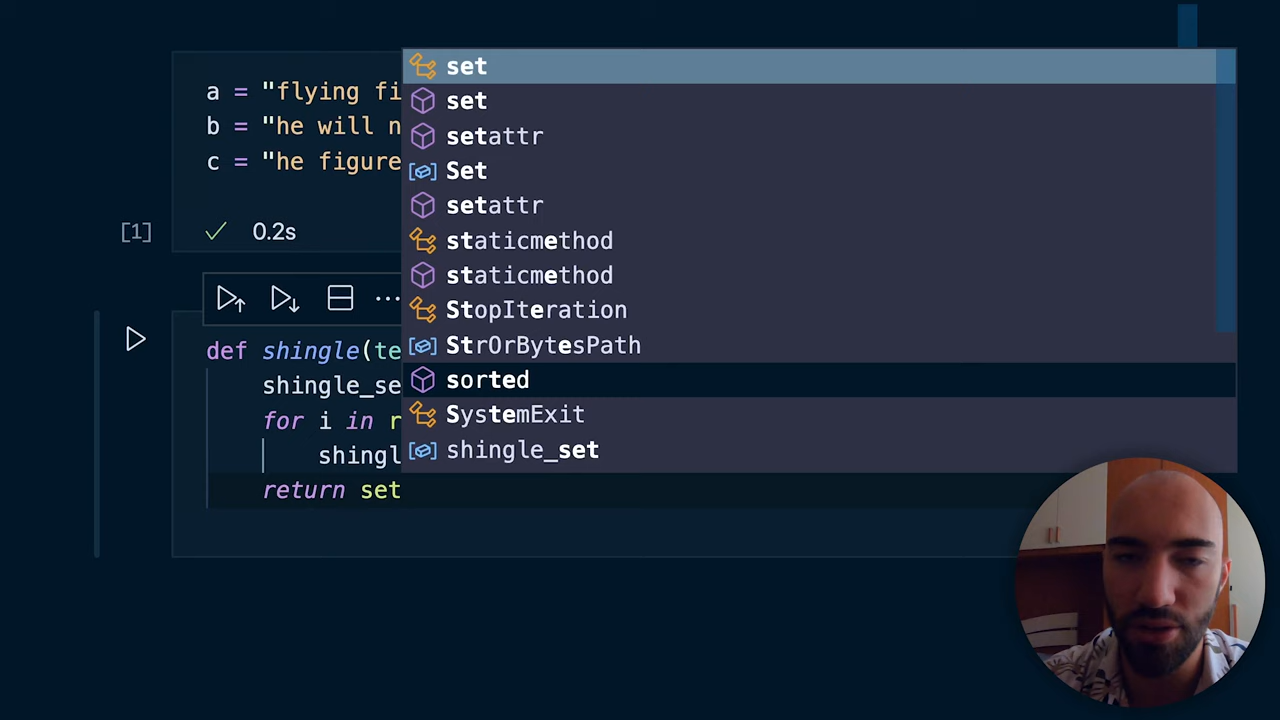 a = "flying fi
b = "he will n
c = "he figure
[1]
0.2s
set
set
setattr
Set
setattr
staticmethod
staticmethod
StopIteration
StrOrBytesPath
sorted
SystemExit
shingle_set
def shingle(te
shingle_se
for i in r
shingl
return set